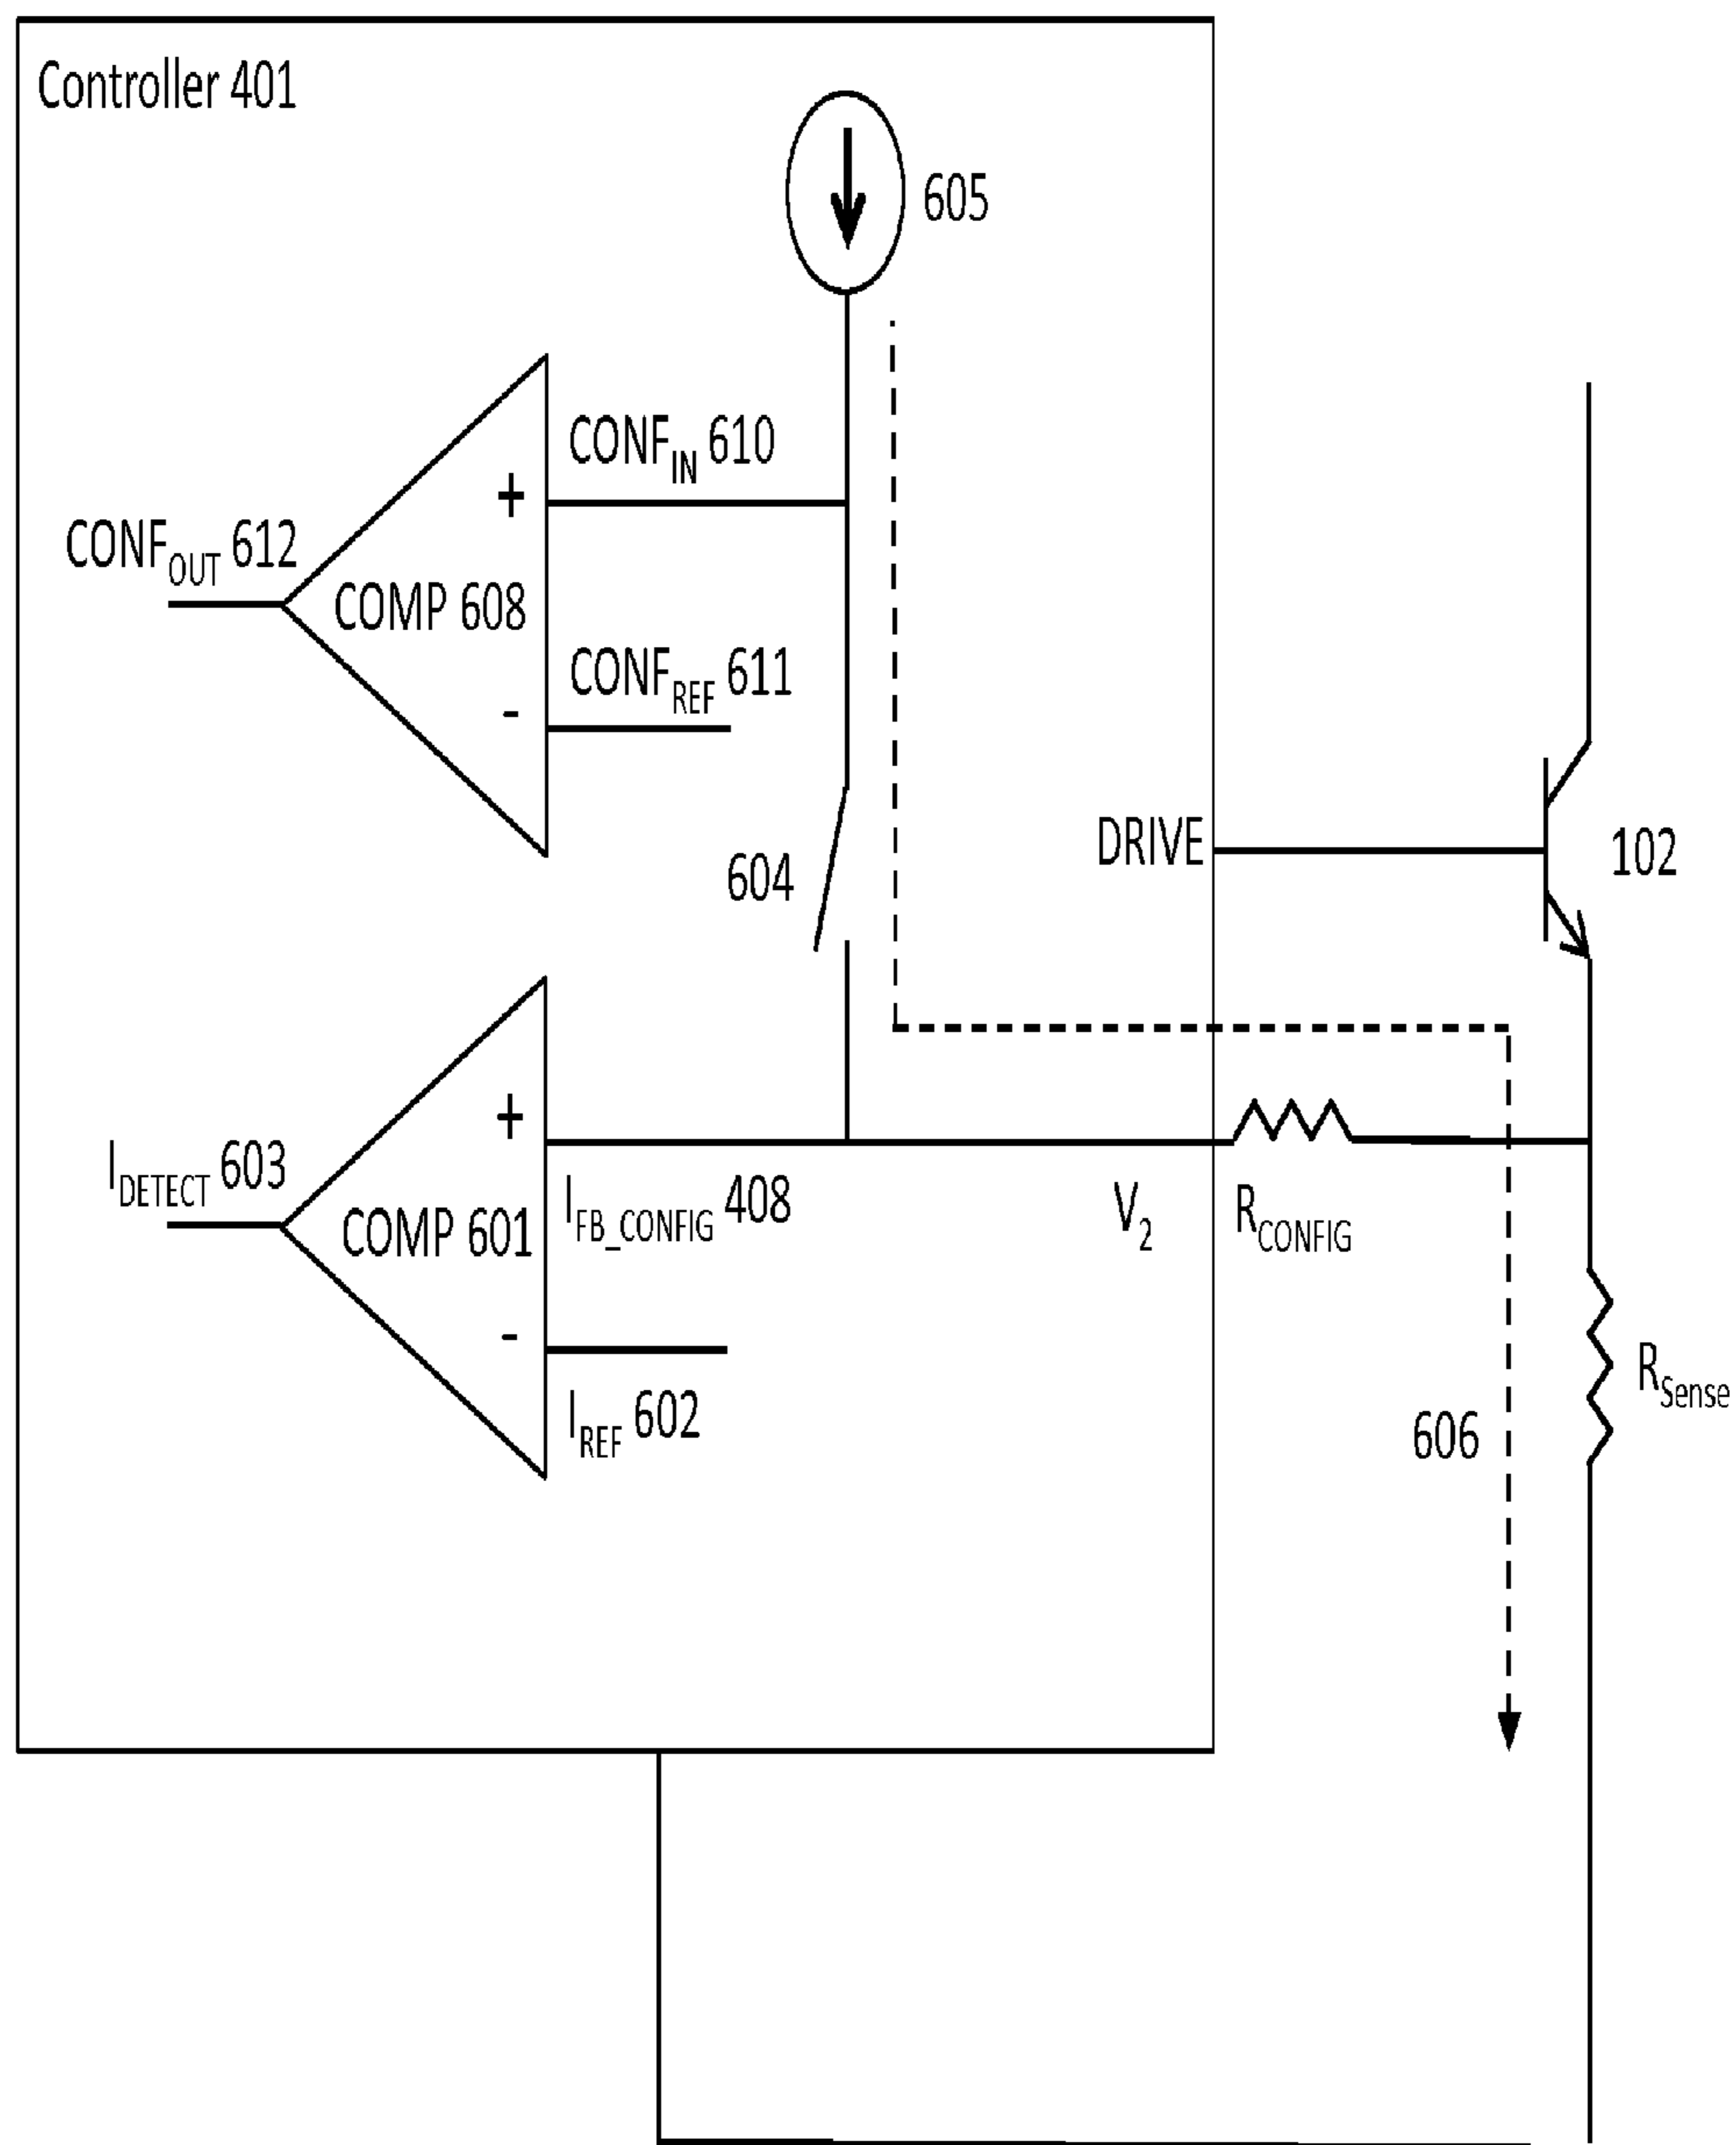 Controller 401
605
CONF_IN 610
+
CONF_OUT 612
COMP 608
CONF_REF 611
-
DRIVE
102
604
+
I_DETECT 603
I_FB_CONFIG 408
COMP 601
V_2
R_CONFIG
-
I_REF 602
R_Sense
606